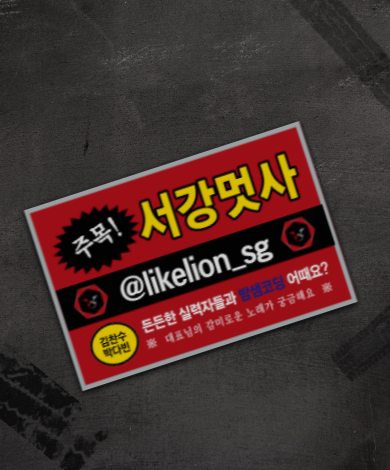 주목!
서강멋사
@likelion_sg
김찬수
박다빈
든든한 실력자들과 밤샘코딩 어때요?
※ 대표님의 감미로운 노래가 궁금해요 ※